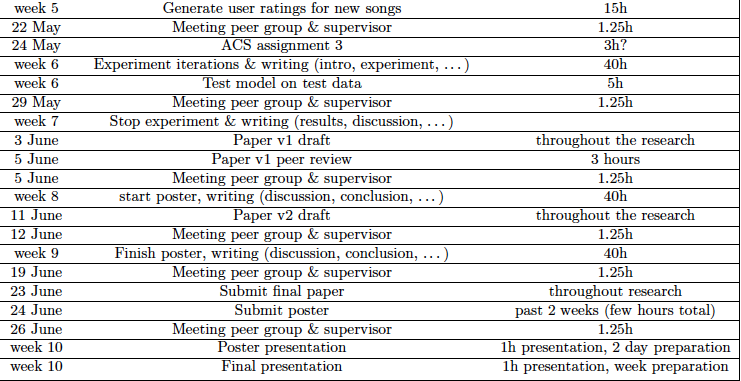 week 5 Generate user ratings for new songs 15h
22 May Meeting peer group & supervisor 1.25h
24 May ACS assignment 3 3h?
week 6 Experiment iterations & writing (intro, experiment, ...) 40h
week 6 Test model on test data 5h
29 May Meeting peer group & supervisor 1.25h
week 7 Stop experiment & writing (results, discussion, ...)
3 June Paper v1 draft throughout the research
5 June Paper v1 peer review 3 hours
5 June Meeting peer group & supervisor 1.25h
week 8 start poster, writing (discussion, conclusion, ...) 40h
11 June Paper v2 draft throughout the research
12 June Meeting peer group & supervisor 1.25h
week 9 Finish poster, writing (discussion, conclusion, ...) 40h
19 June Meeting peer group & supervisor 1.25h
23 June Submit final paper throughout research
24 June Submit poster past 2 weeks (few hours total)
26 June Meeting peer group & supervisor 1.25h
week 10 Poster presentation 1h presentation, 2 day preparation
week 10 Final presentation 1h presentation, week preparation